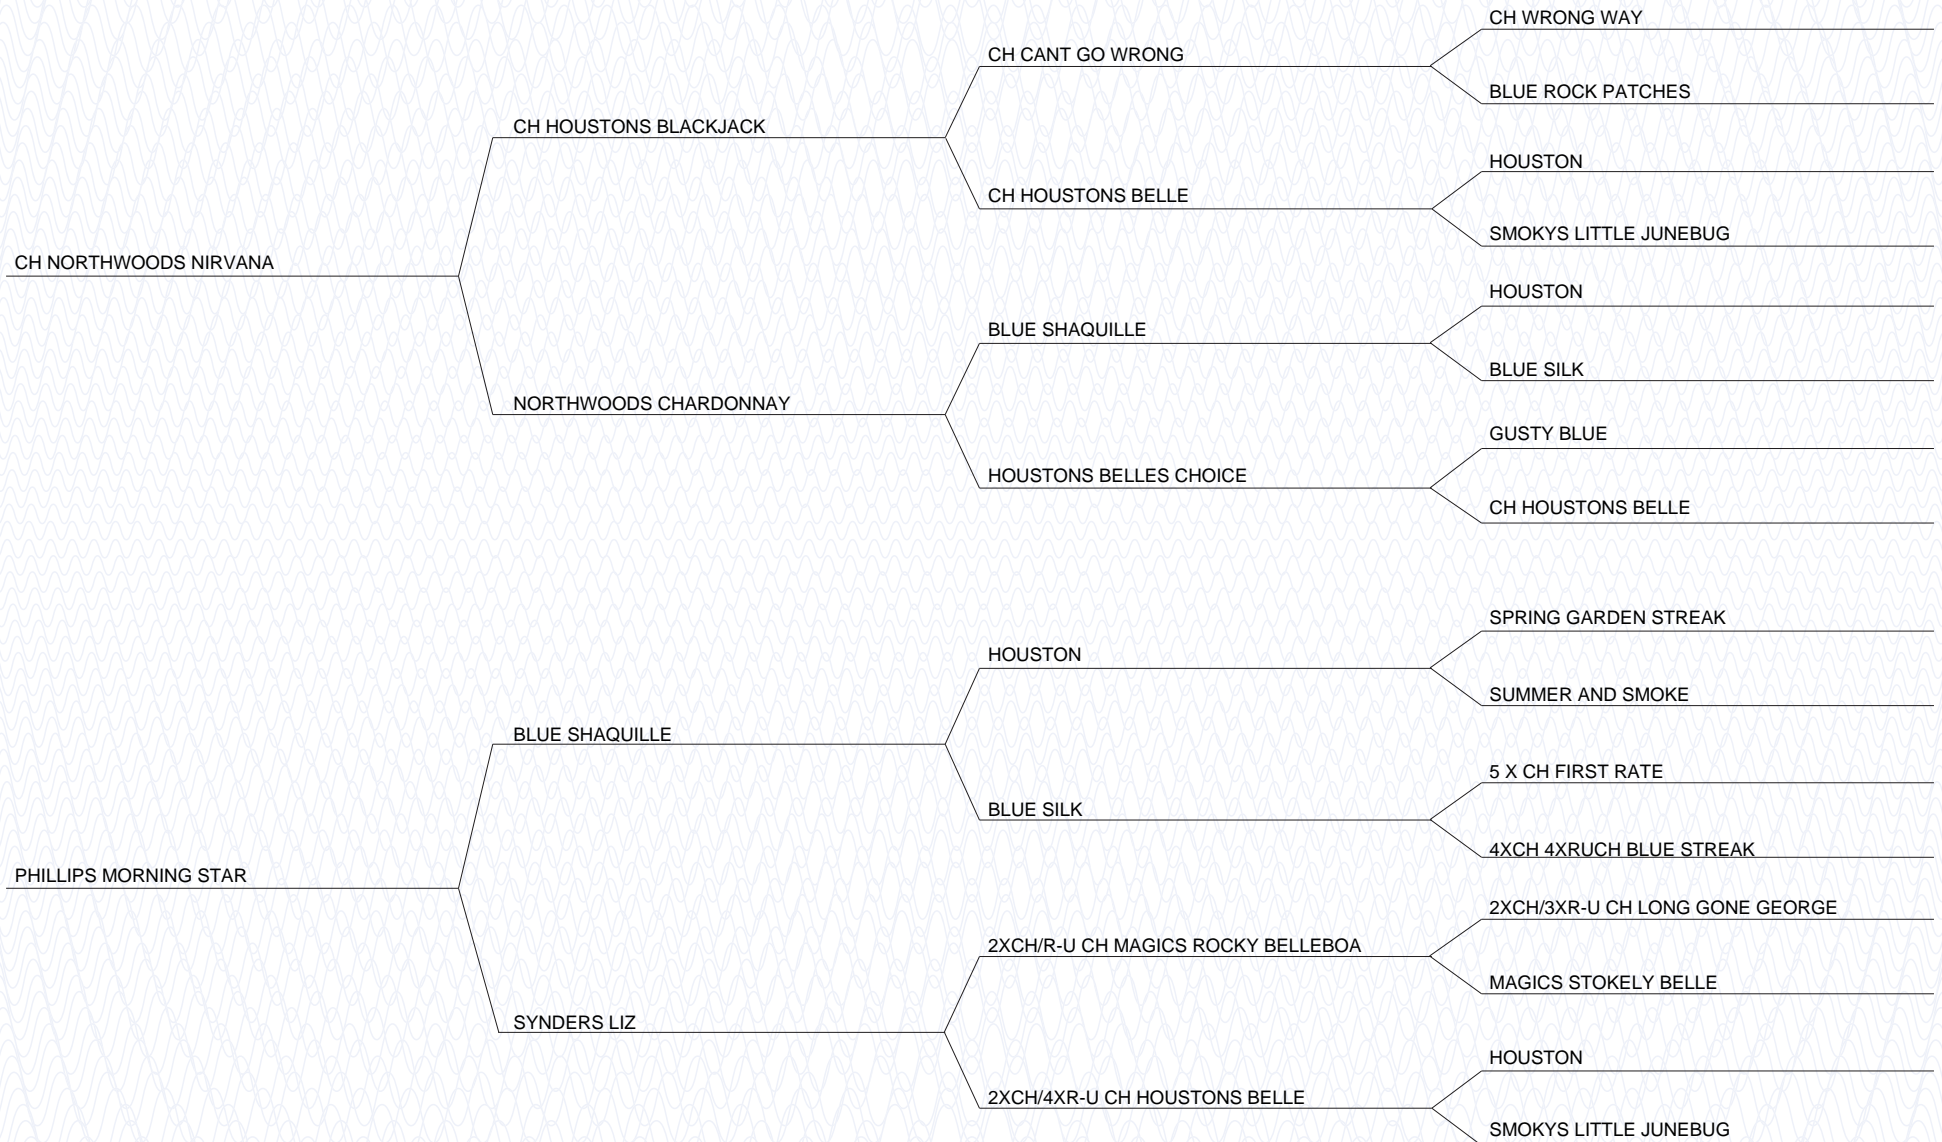 CH WRONG WAY
CH CANT GO WRONG
BLUE ROCK PATCHES
CH HOUSTONS BLACKJACK
HOUSTON
CH HOUSTONS BELLE
SMOKYS LITTLE JUNEBUG
CH NORTHWOODS NIRVANA
HOUSTON
BLUE SHAQUILLE
BLUE SILK
NORTHWOODS CHARDONNAY
GUSTY BLUE
HOUSTONS BELLES CHOICE
CH HOUSTONS BELLE
SPRING GARDEN STREAK
HOUSTON
SUMMER AND SMOKE
BLUE SHAQUILLE
5 X CH FIRST RATE
BLUE SILK
4XCH 4XRUCH BLUE STREAK
PHILLIPS MORNING STAR
2XCH/3XR-U CH LONG GONE GEORGE
2XCH/R-U CH MAGICS ROCKY BELLEBOA
MAGICS STOKELY BELLE
SYNDERS LIZ
HOUSTON
2XCH/4XR-U CH HOUSTONS BELLE
SMOKYS LITTLE JUNEBUG